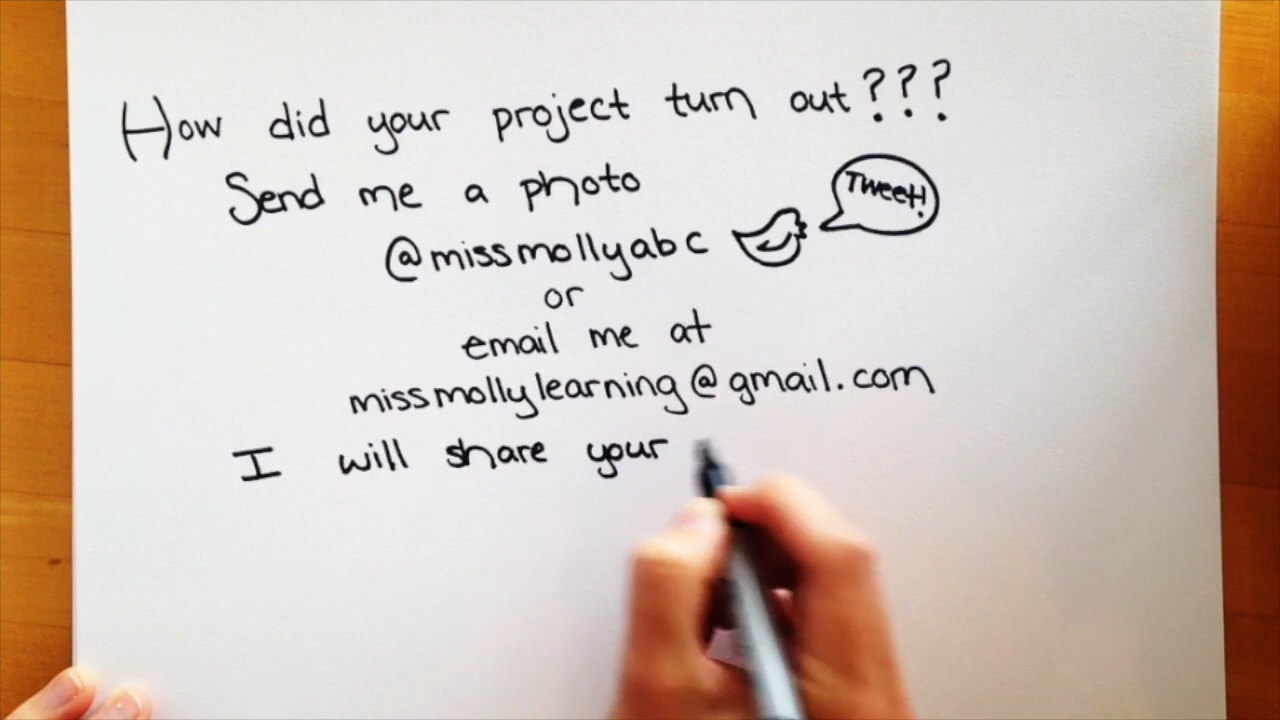 How did your project turn out???
Send me a photo
@missmollyabc
Tweet!
or
email me at
missmollylearning@gmail.com
I will share your